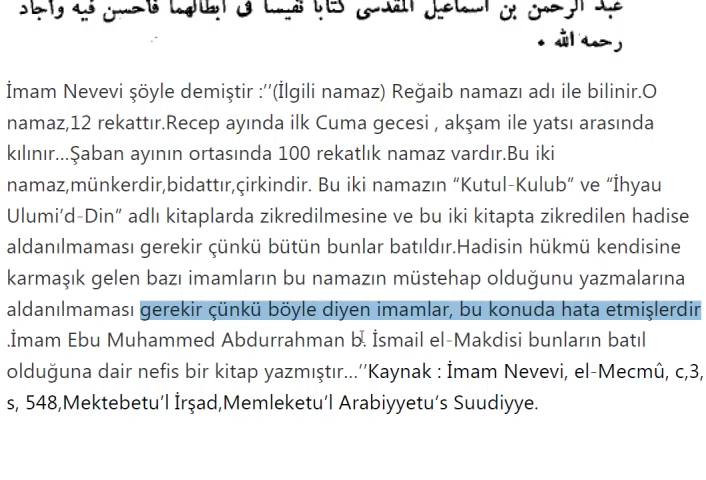 عبد الرحمن بن اسماعيل المقدسى كتابا نفيسا فى ابطالهما فأحسن فيه وأجاد
رحمه الله .
İmam Nevevi şöyle demiştir :’’(İlgili namaz) Reğaib namazı adı ile bilinir.O
namaz,12 rekattır.Recep ayında ilk Cuma gecesi , akşam ile yatsı arasında
kılınır…Şaban ayının ortasında 100 rekatlık namaz vardır.Bu iki
namaz,münkerdir,bidattır,çirkindir. Bu iki namazın “Kutul-Kulub” ve “İhyau
Ulumi’d-Din” adlı kitaplarda zikredilmesine ve bu iki kitapta zikredilen hadise
aldanılmaması gerekir çünkü bütün bunlar batıldır.Hadisin hükmü kendisine
karmaşık gelen bazı imamların bu namazın müstehap olduğunu yazmalarına
aldanılmaması gerekir çünkü böyle diyen imamlar, bu konuda hata etmişlerdir
.İmam Ebu Muhammed Abdurrahman b. İsmail el-Makdisi bunların batıl
olduğuna dair nefis bir kitap yazmıştır…’’Kaynak : İmam Nevevi, el-Mecmû, c,3,
s, 548,Mektebetu’l İrşad,Memleketu’l Arabiyyetu’s Suudiyye.